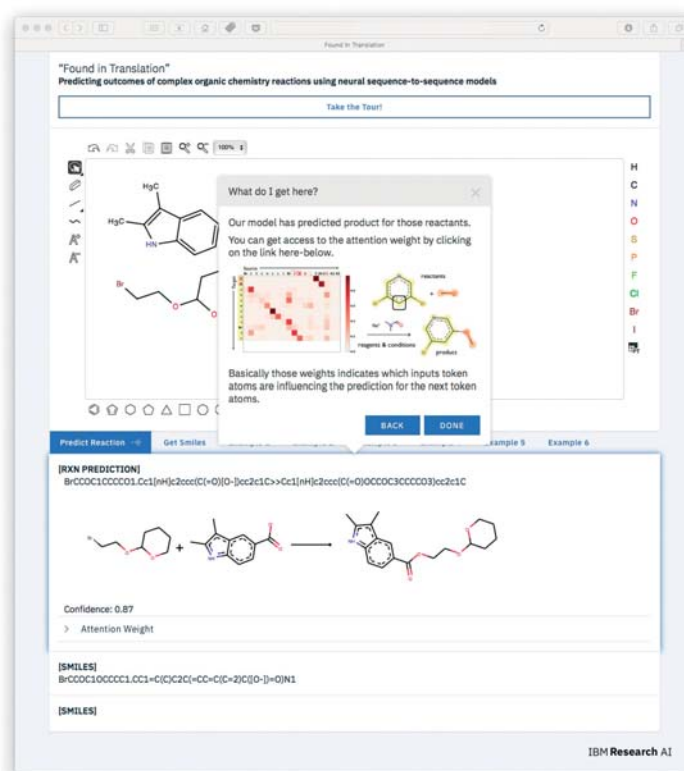 Found in Translation
"Found in Translation"
Predicting outcomes of complex organic chemistry reactions using neural sequence-to-sequence models
Take the Tour!
100%
H₃C
H₃C
HN
Br
O
O
H
C
N
O
S
P
F
Cl
Br
I
What do I get here?
Our model has predicted product for those reactants.
You can get access to the attention weight by clicking
on the link here-below.
Source
Target
reactants
+
reagents & conditions
product
Basically those weights indicates which inputs token
atoms are influencing the prediction for the next token
atoms.
BACK DONE
Predict Reaction Get Smiles Example 5 Example 6
[RXN PREDICTION]
BrCCOC1CCCCO1.Cc1[nH]c2ccc(C(=O)[O-])cc2c1C>>Cc1[nH]c2ccc(C(=O)OCCOC3CCCCO3)cc2c1C
+
Confidence: 0.87
> Attention Weight
[SMILES]
BrCCOC1OCCCC1.CC1=C(C)C2C(=CC=C(C=2)C([O-])=O)N1
[SMILES]
IBM Research AI